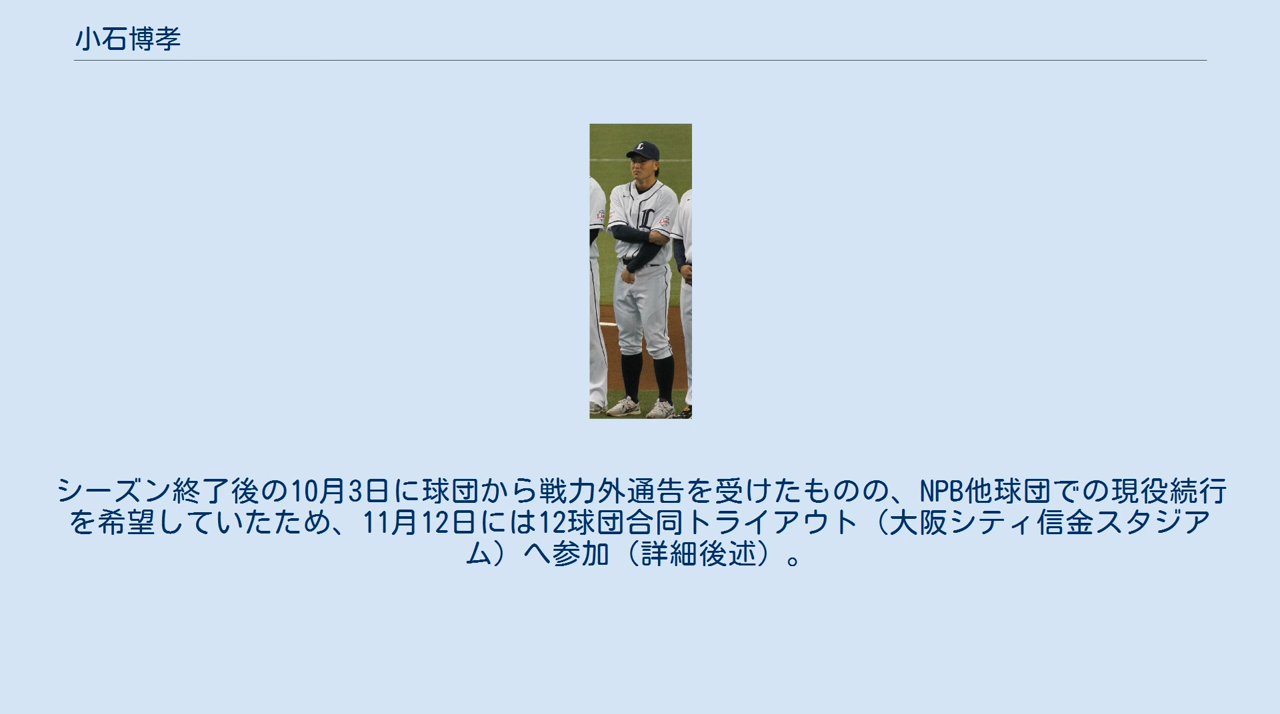 小石博孝
シーズン終了後の10月3日に球団から戦力外通告を受けたものの、NPB他球団での現役続行
を希望していたため、11月12日には12球団合同トライアウト（大阪シティ信金スタジア
ム）へ参加（詳細後述）。